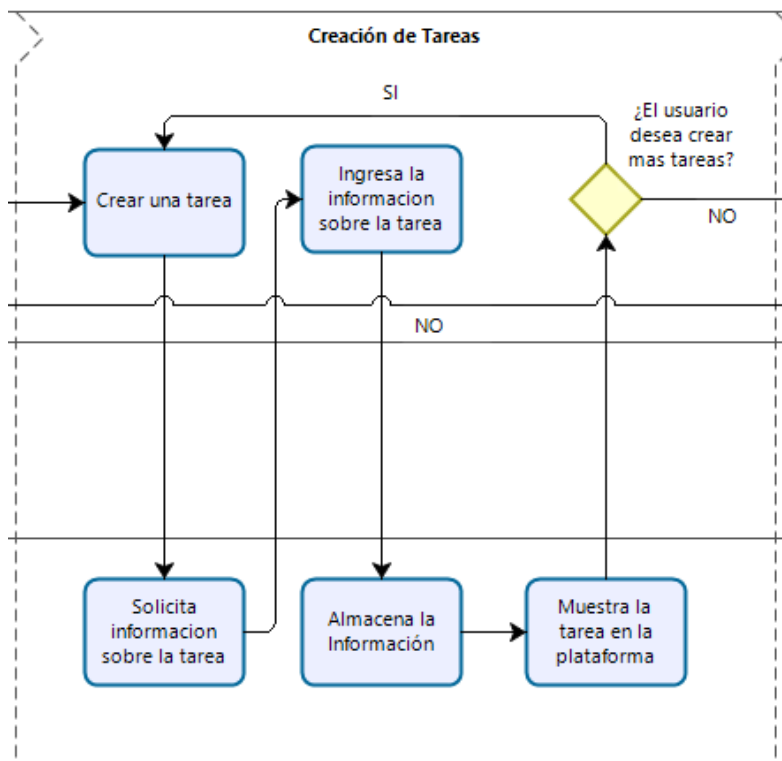 Creación de Tareas
SI
¿El usuario
desea crear
mas tareas?
Crear una tarea
Ingresa la
informacion
sobre la tarea
NO
NO
Solicita
informacion
sobre la tarea
Almacena la
Información
Muestra la
tarea en la
plataforma